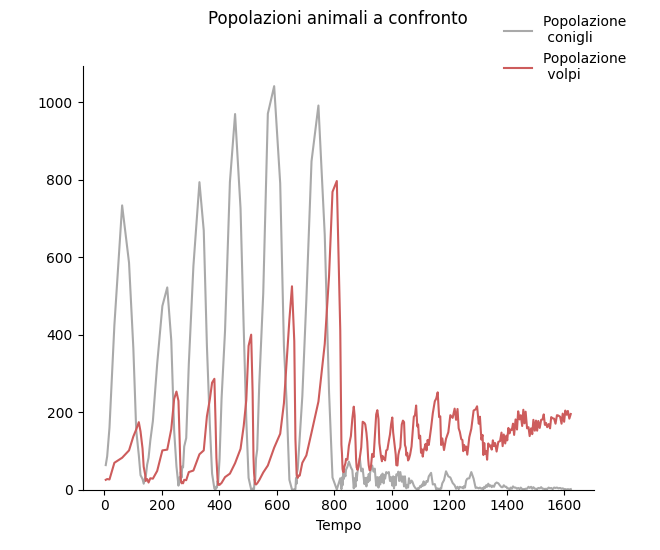 Popolazioni animali a confronto
Popolazione
conigli
Popolazione
volpi
1000
800
600
400
200
0
0 200 400 600 800 1000 1200 1400 1600
Tempo